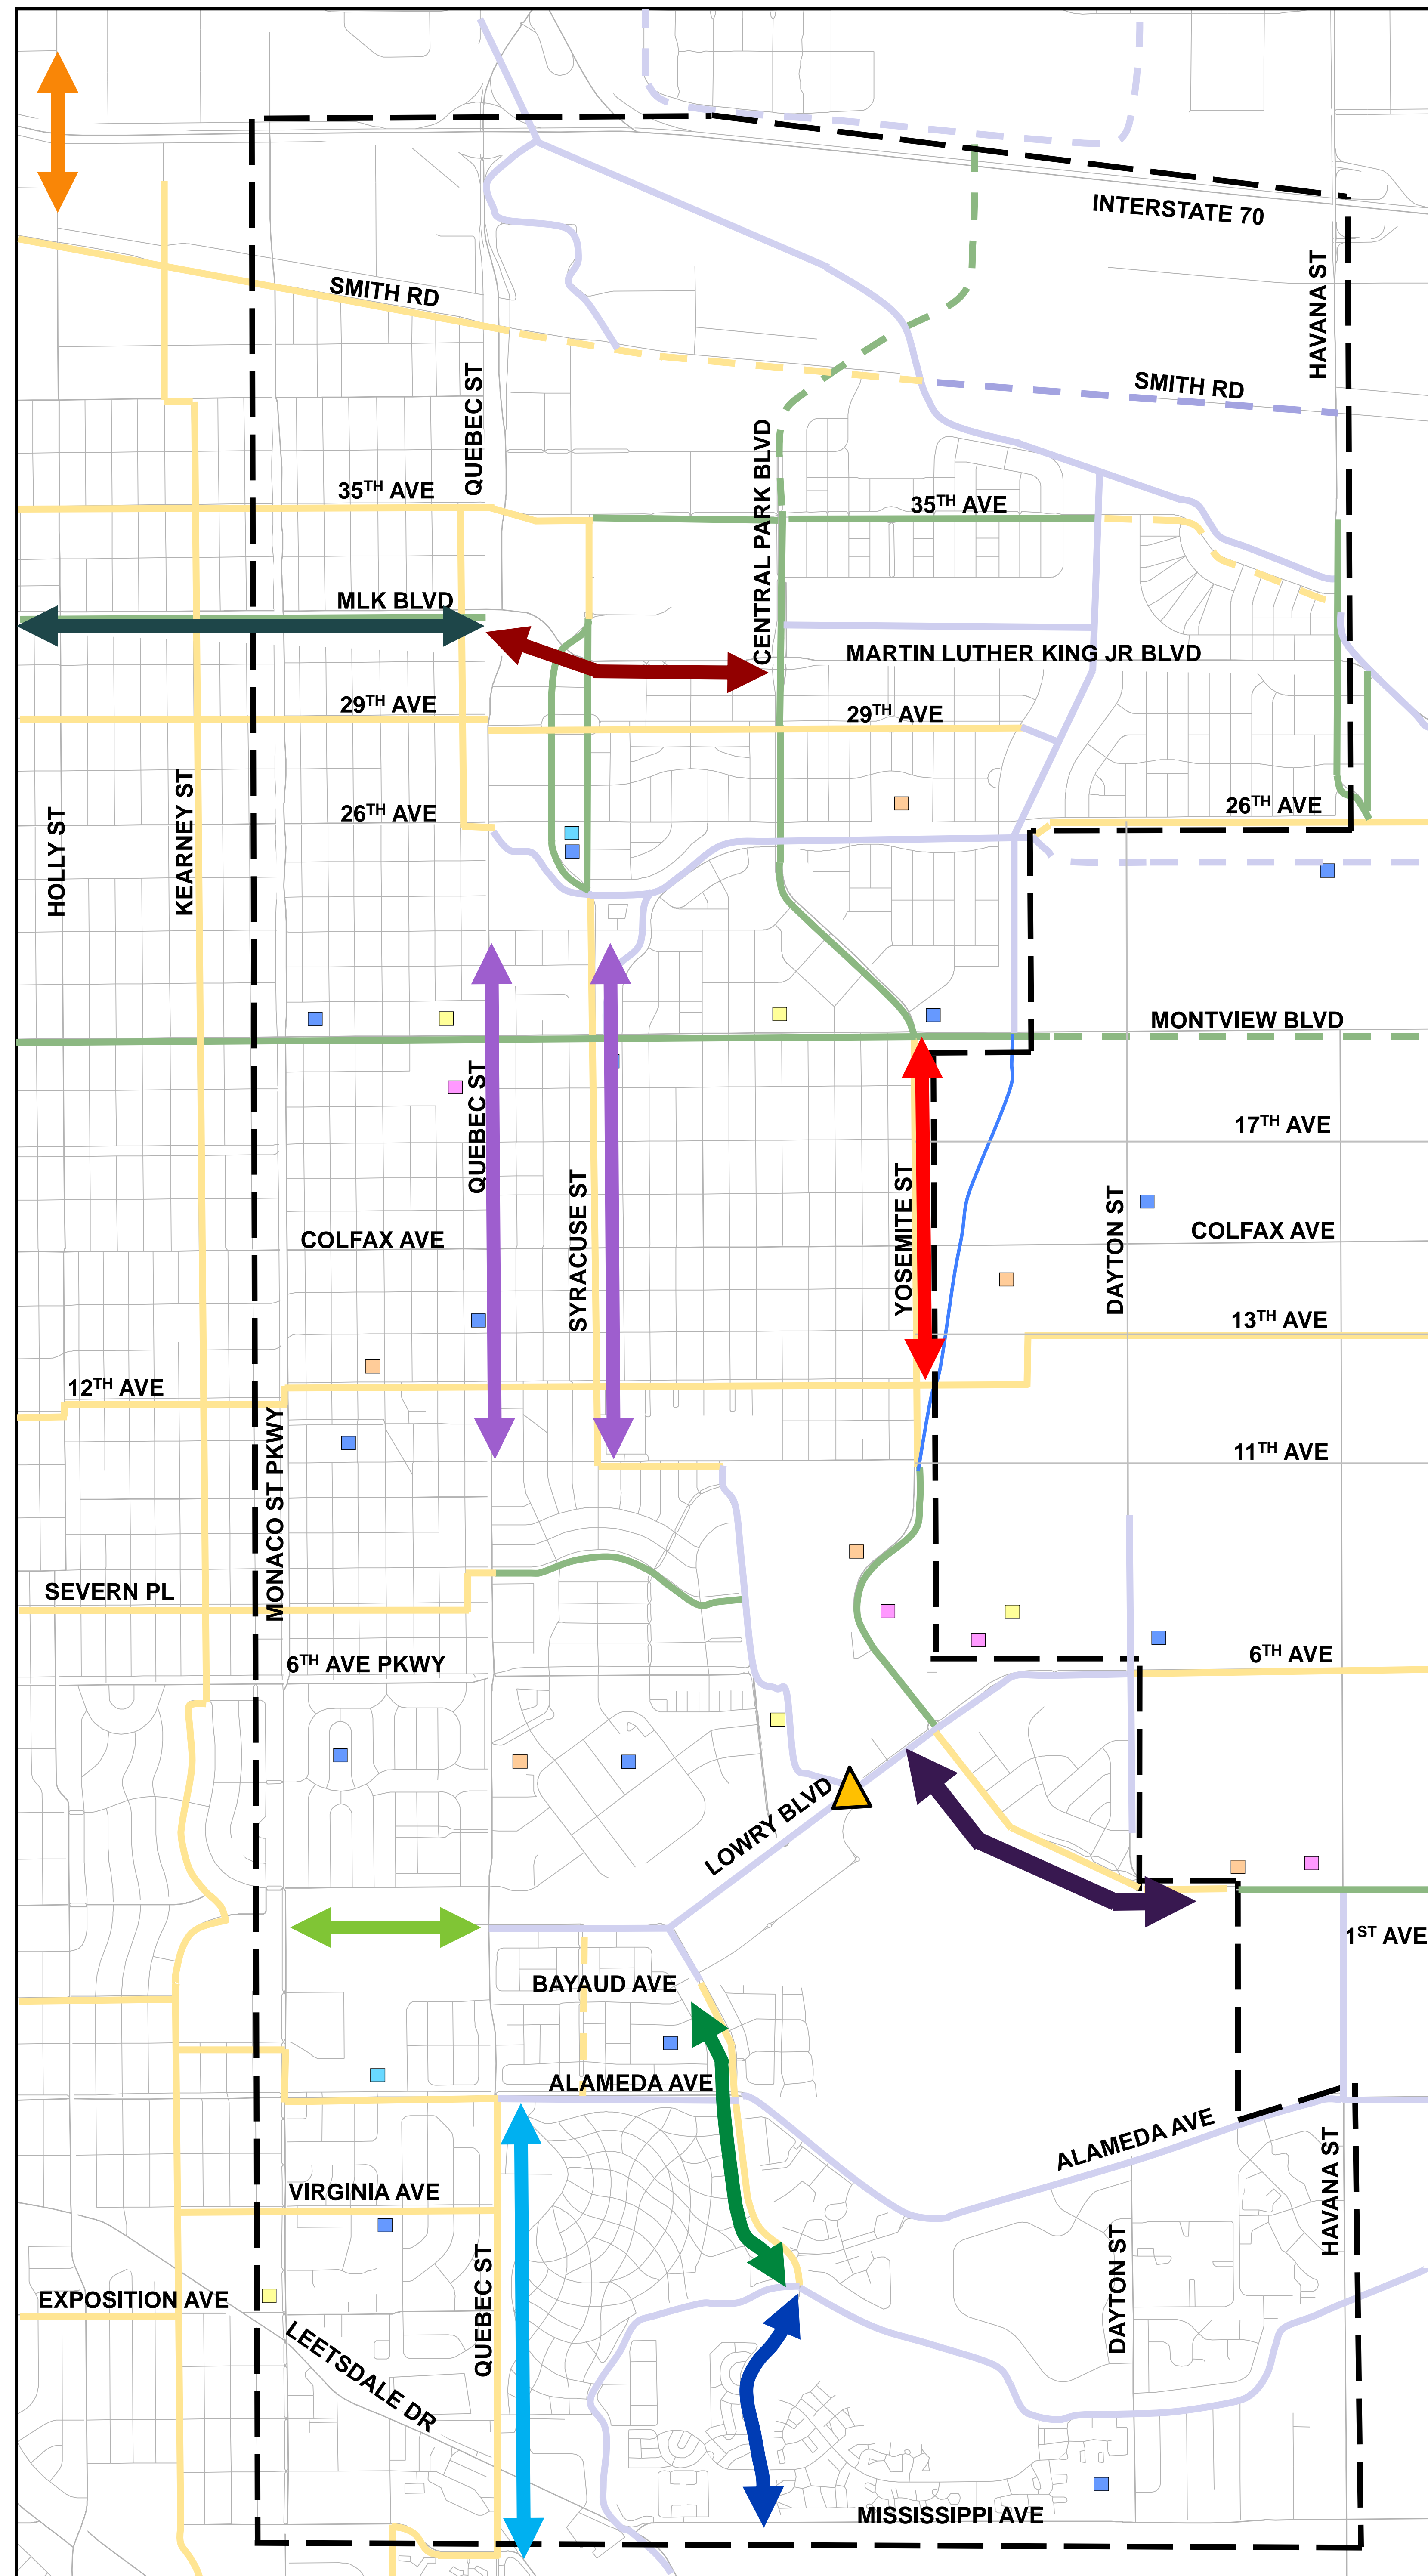 INTERSTATE 70
HAVANA ST
SMITH RD
SMITH RD
QUEBEC ST
CENTRAL PARK BLVD
35TH AVE
35TH AVE
MLK BLVD
MARTIN LUTHER KING JR BLVD
29TH AVE
29TH AVE
KEARNEY ST
HOLLY ST
26TH AVE
26TH AVE
MONTVIEW BLVD
QUEBEC ST
17TH AVE
SYRACUSE ST
YOSEMITE ST
DAYTON ST
COLFAX AVE
COLFAX AVE
13TH AVE
12TH AVE
MONACO ST PKWY
11TH AVE
SEVERN PL
6TH AVE PKWY
6TH AVE
LOWRY BLVD
1ST AVE
BAYAUD AVE
ALAMEDA AVE
ALAMEDA AVE
HAVANA ST
VIRGINIA AVE
DAYTON ST
QUEBEC ST
EXPOSITION AVE
LEETSDALE DR
MISSISSIPPI AVE